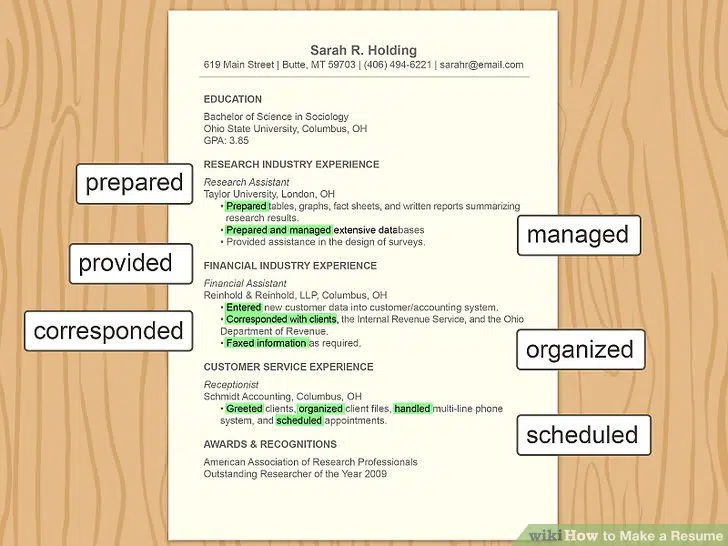 Sarah R. Holding
619 Main Street | Butte, MT 59703 | (406) 494-6221 | sarahr@email.com
EDUCATION
Bachelor of Science in Sociology
Ohio State University, Columbus, OH
GPA: 3.85
RESEARCH INDUSTRY EXPERIENCE
Research Assistant
Taylor University, London, OH
• Prepared tables, graphs, fact sheets, and written reports summarizing
research results.
• Prepared and managed extensive databases
• Provided assistance in the design of surveys.
FINANCIAL INDUSTRY EXPERIENCE
Financial Assistant
Reinhold & Reinhold, LLP, Columbus, OH
• Entered new customer data into customer/accounting system.
• Corresponded with clients, the Internal Revenue Service, and the Ohio
Department of Revenue.
• Faxed information as required.
CUSTOMER SERVICE EXPERIENCE
Receptionist
Schmidt Accounting, Columbus, OH
• Greeted clients, organized client files, handled multi-line phone
system, and scheduled appointments.
AWARDS & RECOGNITIONS
American Association of Research Professionals
Outstanding Researcher of the Year 2009
prepared
provided
corresponded
managed
organized
scheduled
wikiHow to Make a Resume